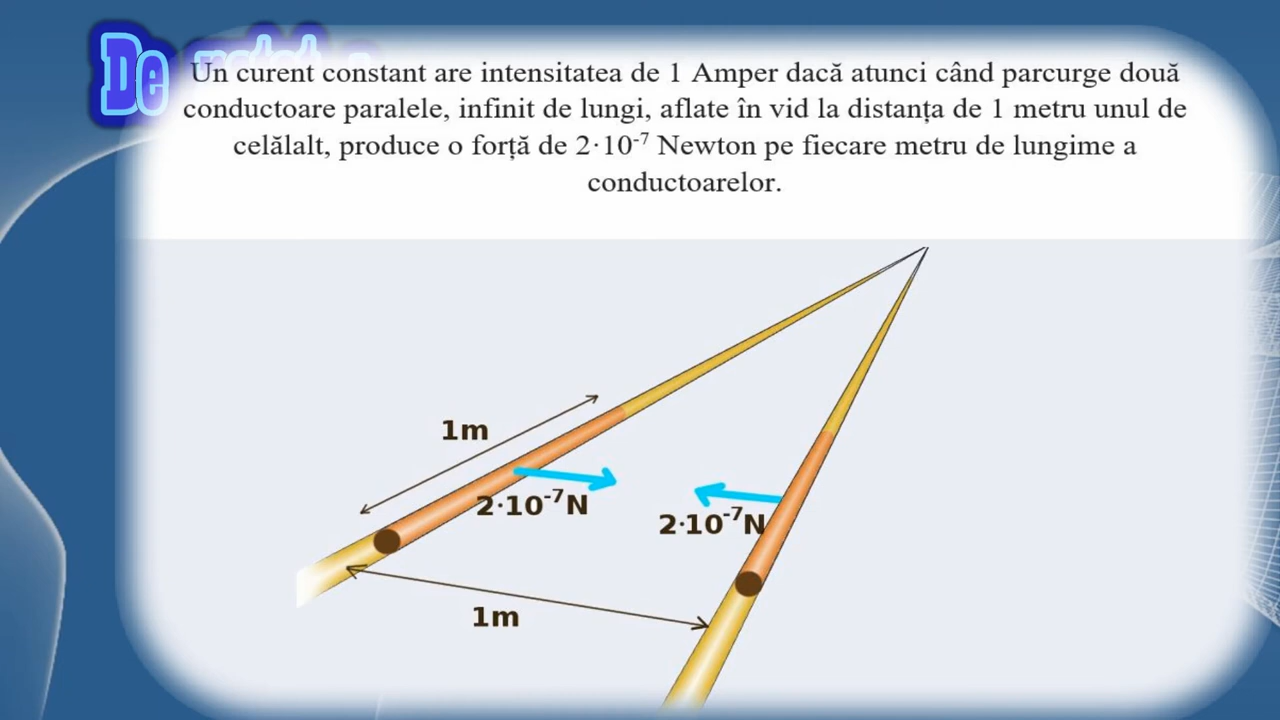 De
Un curent constant are intensitatea de 1 Amper dacă atunci când parcurge două
conductoare paralele, infinit de lungi, aflate în vid la distanța de 1 metru unul de
celălalt, produce o forță de 2·10⁻⁷ Newton pe fiecare metru de lungime a
conductoarelor.
1m
2·10⁻⁷N
2·10⁻⁷N
1m